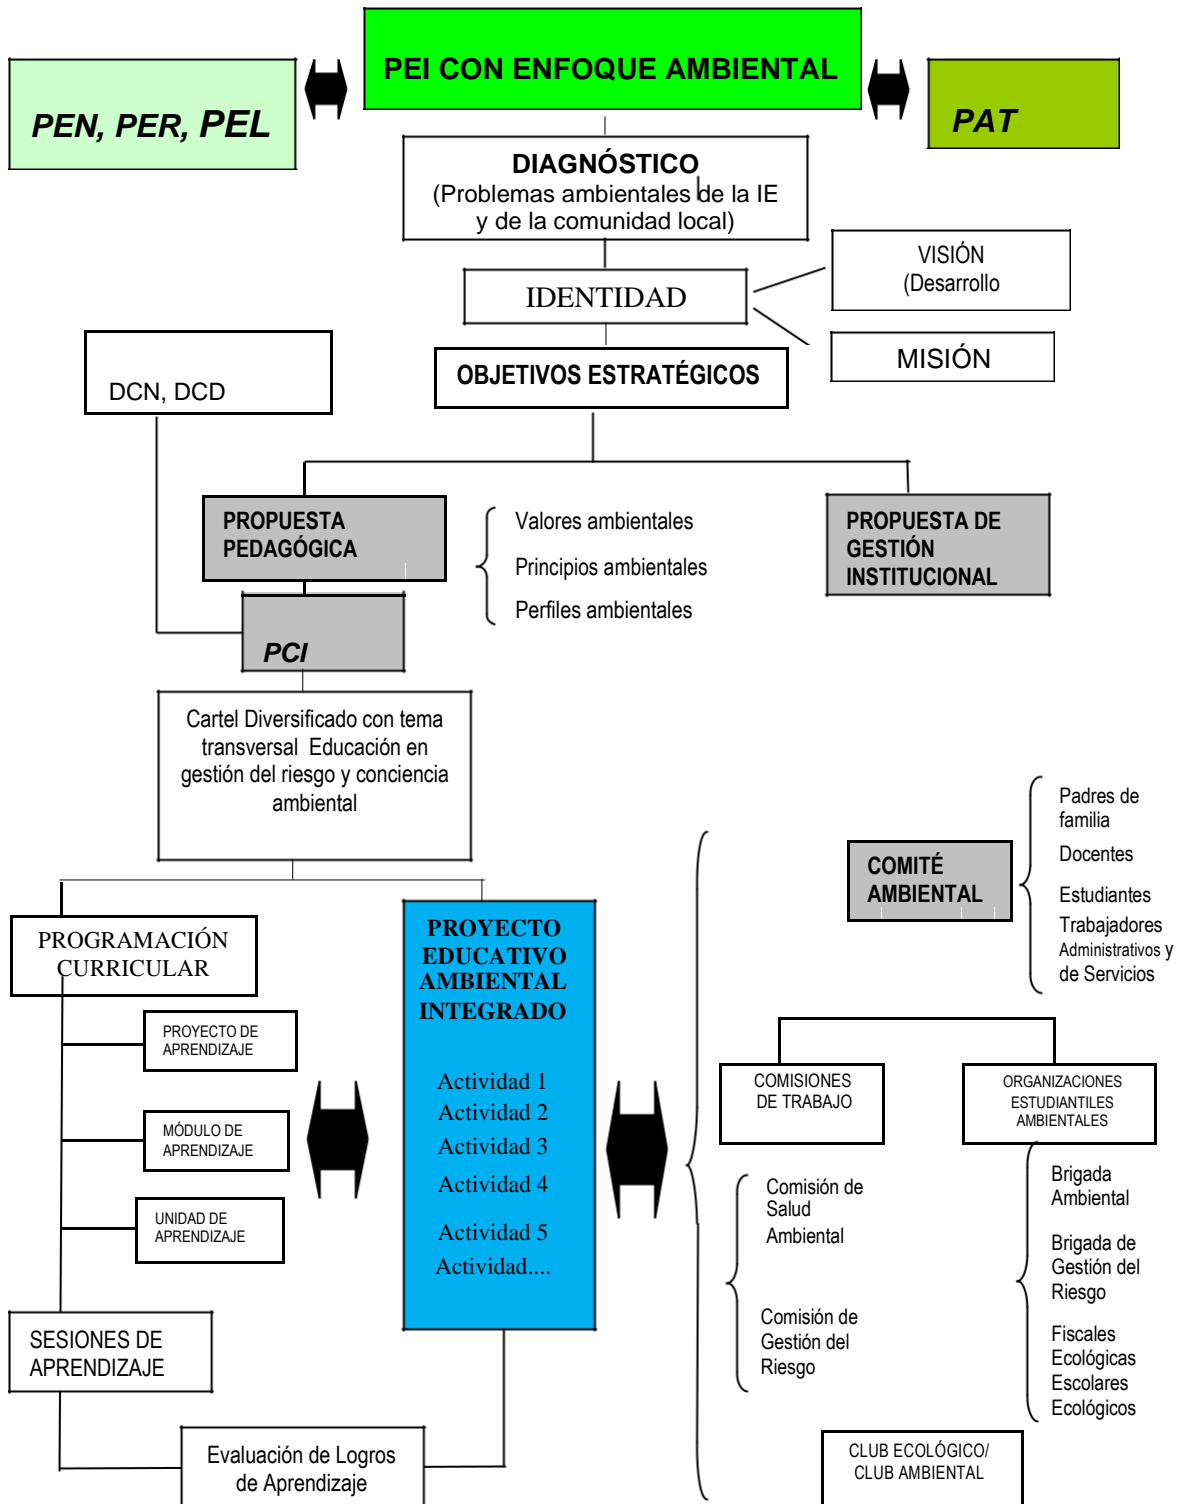 PEI CON ENFOQUE AMBIENTAL
PEN, PER, PEL
PAT
DIAGNÓSTICO
(Problemas ambientales de la IE
y de la comunidad local)
VISIÓN
(Desarrollo
IDENTIDAD
MISIÓN
OBJETIVOS ESTRATÉGICOS
DCN, DCD
PROPUESTA
PEDAGÓGICA
Valores ambientales
Principios ambientales
Perfiles ambientales
PROPUESTA DE
GESTIÓN
INSTITUCIONAL
PCI
Cartel Diversificado con tema
transversal Educación en
gestión del riesgo y conciencia
ambiental
COMITÉ
AMBIENTAL
Padres de
familia
Docentes
Estudiantes
Trabajadores
Administrativos y
de Servicios
PROGRAMACIÓN
CURRICULAR
PROYECTO DE
APRENDIZAJE
MÓDULO DE
APRENDIZAJE
UNIDAD DE
APRENDIZAJE
SESIONES DE
APRENDIZAJE
PROYECTO
EDUCATIVO
AMBIENTAL
INTEGRADO
Actividad 1
Actividad 2
Actividad 3
Actividad 4
Actividad 5
Actividad....
COMISIONES
DE TRABAJO
ORGANIZACIONES
ESTUDIANTILES
AMBIENTALES
Comisión de
Salud
Ambiental
Comisión de
Gestión del
Riesgo
Brigada
Ambiental
Brigada de
Gestión del
Riesgo
Fiscales
Ecológicas
Escolares
Ecológicos
CLUB ECOLÓGICO/
CLUB AMBIENTAL
Evaluación de Logros
de Aprendizaje